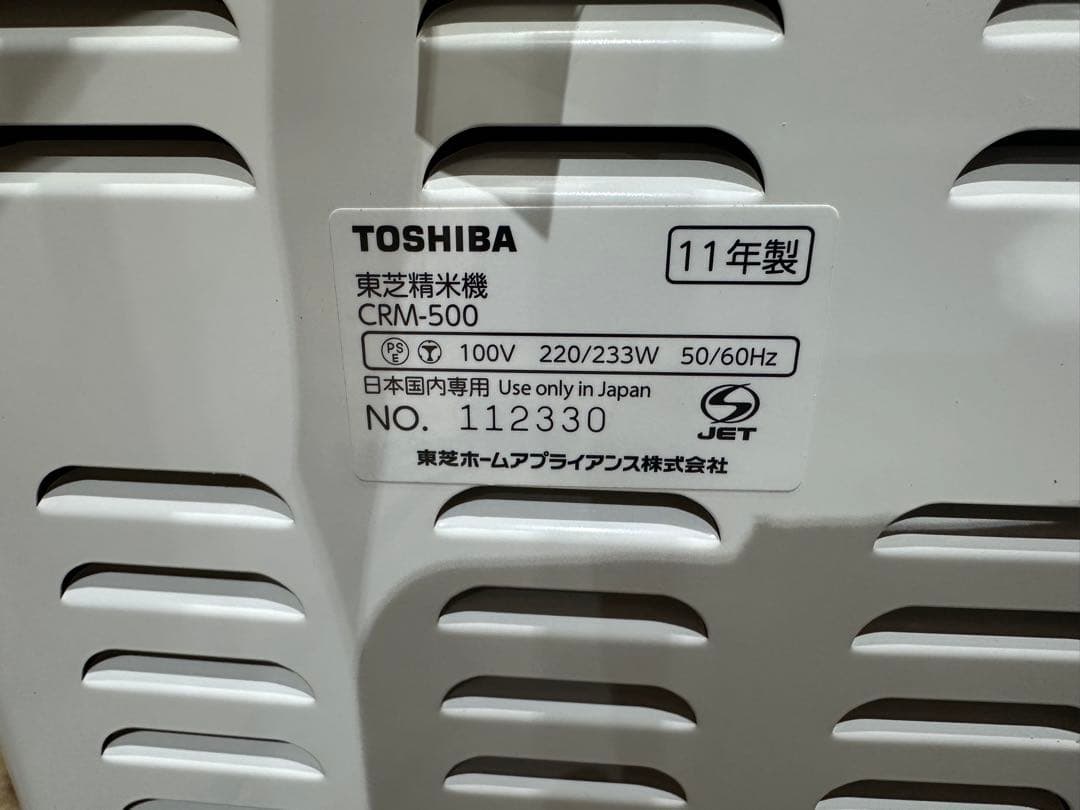 TOSHIBA
11年製
東芝精米機
CRM-500
PSE 100V 220/233W 50/60Hz
日本国内専用 Use only in Japan
NO. 112330
JET
東芝ホームアプライアンス株式会社